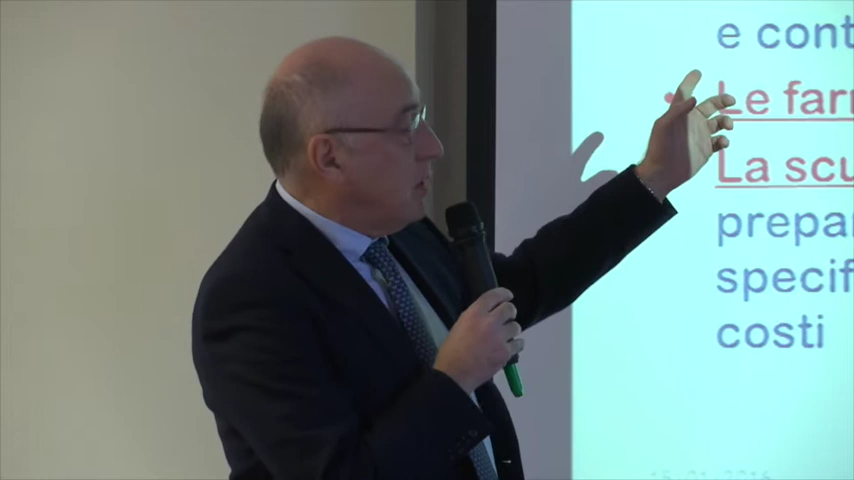 e cont
Le farm
La scu
prepar
specif
costi